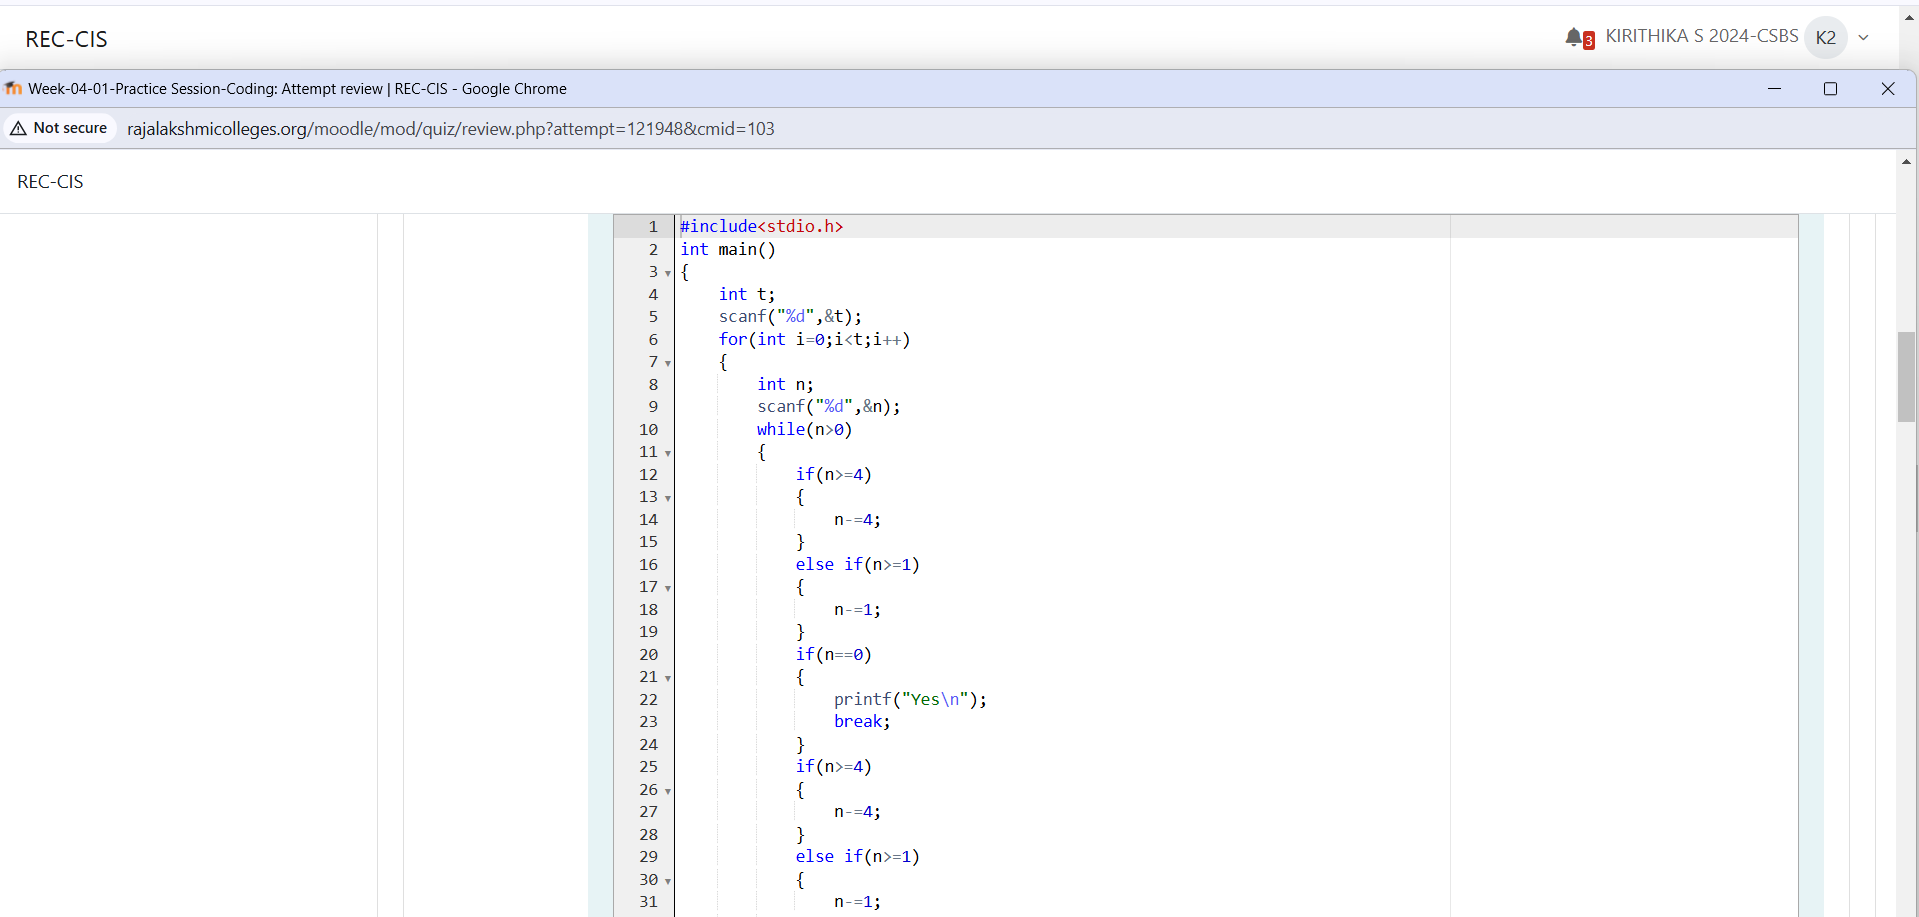 REC-CIS
3 KIRITHIKA S 2024-CSBS K2
Week-04-01-Practice Session-Coding: Attempt review | REC-CIS - Google Chrome
Not secure rajalakshmicolleges.org/moodle/mod/quiz/review.php?attempt=121948&cmid=103
REC-CIS
1 #include<stdio.h>
2 int main()
3 {
4     int t;
5     scanf("%d",&t);
6     for(int i=0;i<t;i++)
7     {
8         int n;
9         scanf("%d",&n);
10         while(n>0)
11         {
12             if(n>=4)
13             {
14                 n-=4;
15             }
16             else if(n>=1)
17             {
18                 n-=1;
19             }
20             if(n==0)
21             {
22                 printf("Yes\n");
23                 break;
24             }
25             if(n>=4)
26             {
27                 n-=4;
28             }
29             else if(n>=1)
30             {
31                 n-=1;